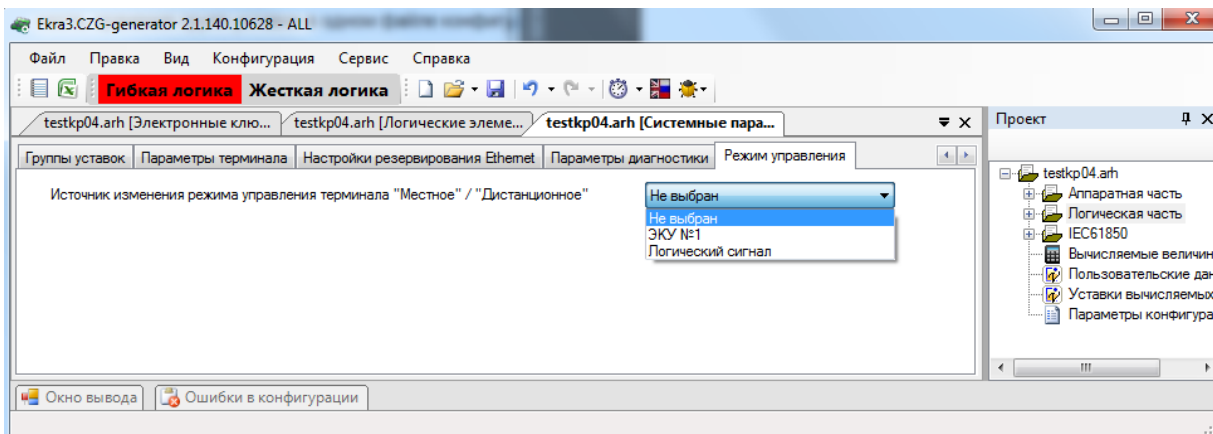 Ekra3.CZG-generator 2.1.140.10628 - ALL
Файл Правка Вид Конфигурация Сервис Справка
Гибкая логика Жесткая логика
testkp04.arh [Электронные клю... testkp04.arh [Логические элеме... testkp04.arh [Системные пара...
Проект
Группы уставок Параметры терминала Настройки резервирования Ethernet Параметры диагностики Режим управления
Источник изменения режима управления терминала "Местное" / "Дистанционное"
Не выбран
Не выбран
ЭКУ №1
Логический сигнал
testkp04.arh
Аппаратная часть
Логическая часть
IEC61850
Вычисляемые величин
Пользовательские дан
Уставки вычисляемых
Параметры конфигура
Окно вывода Ошибки в конфигурации